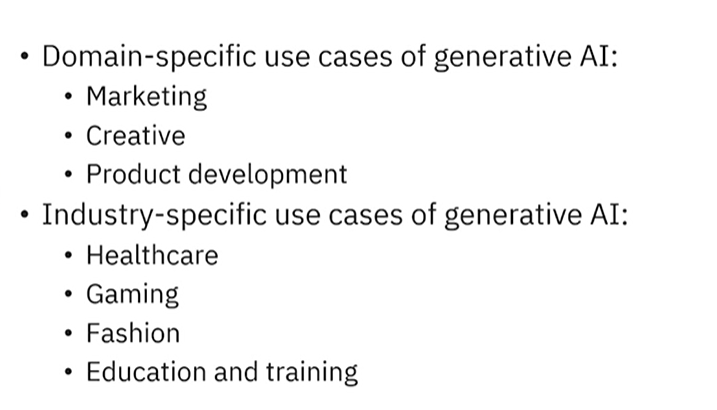 • Domain-specific use cases of generative AI:
• Marketing
• Creative
• Product development
• Industry-specific use cases of generative AI:
• Healthcare
• Gaming
• Fashion
• Education and training